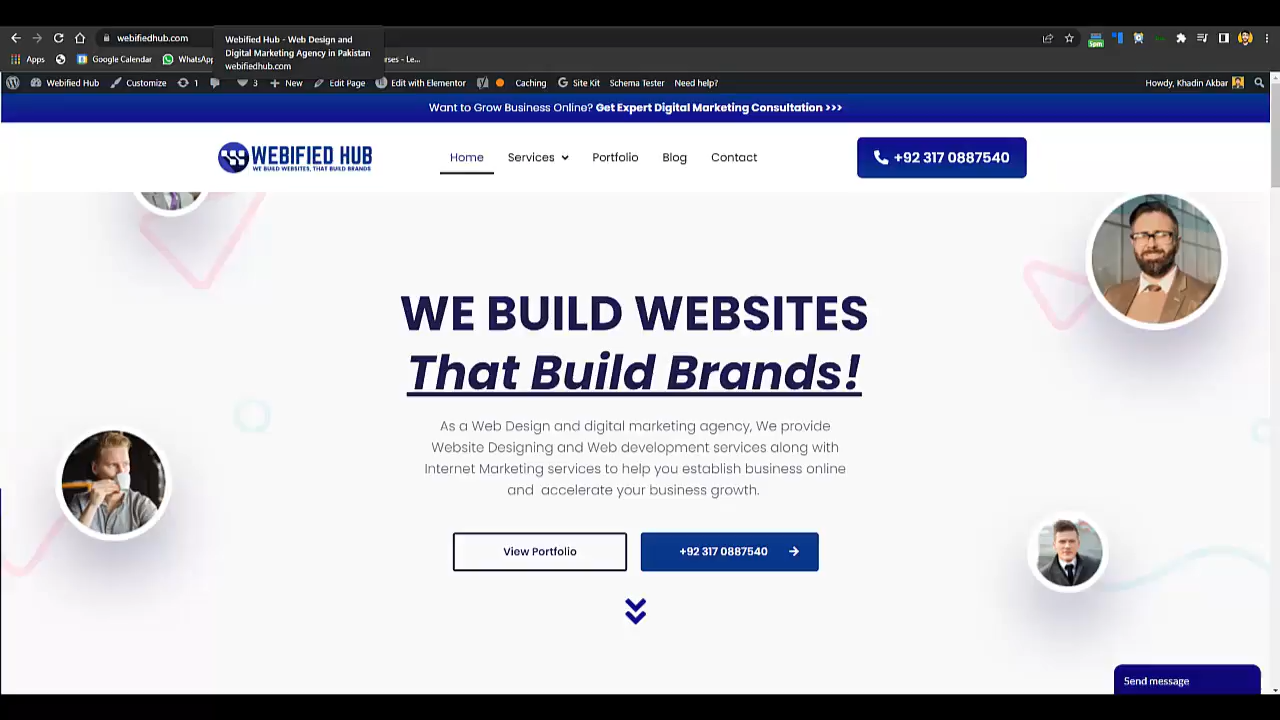 webifiedhub.com
Webified Hub - Web Design and
Digital Marketing Agency in Pakistan
webifiedhub.com
5pm
Apps
Google Calendar
WhatsApp
rses - Le...
Webified Hub
Customize
1
3
New
Edit Page
Edit with Elementor
Caching
Site Kit
Schema Tester
Need help?
Howdy, Khadin Akbar
Want to Grow Business Online? Get Expert Digital Marketing Consultation >>>
WEBIFIED HUB
WE BUILD WEBSITES, THAT BUILD BRANDS
Home
Services
Portfolio
Blog
Contact
+92 317 0887540
WE BUILD WEBSITES
That Build Brands!
As a Web Design and digital marketing agency, We provide
Website Designing and Web development services along with
Internet Marketing services to help you establish business online
and accelerate your business growth.
View Portfolio
+92 317 0887540
Send message